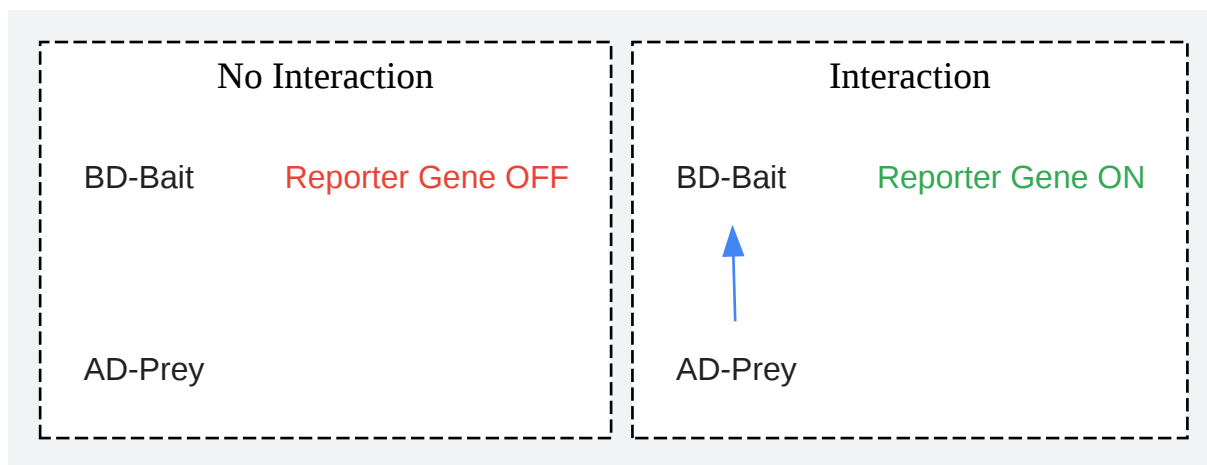 No Interaction
BD-Bait
Reporter Gene OFF
AD-Prey
Interaction
BD-Bait
Reporter Gene ON
AD-Prey